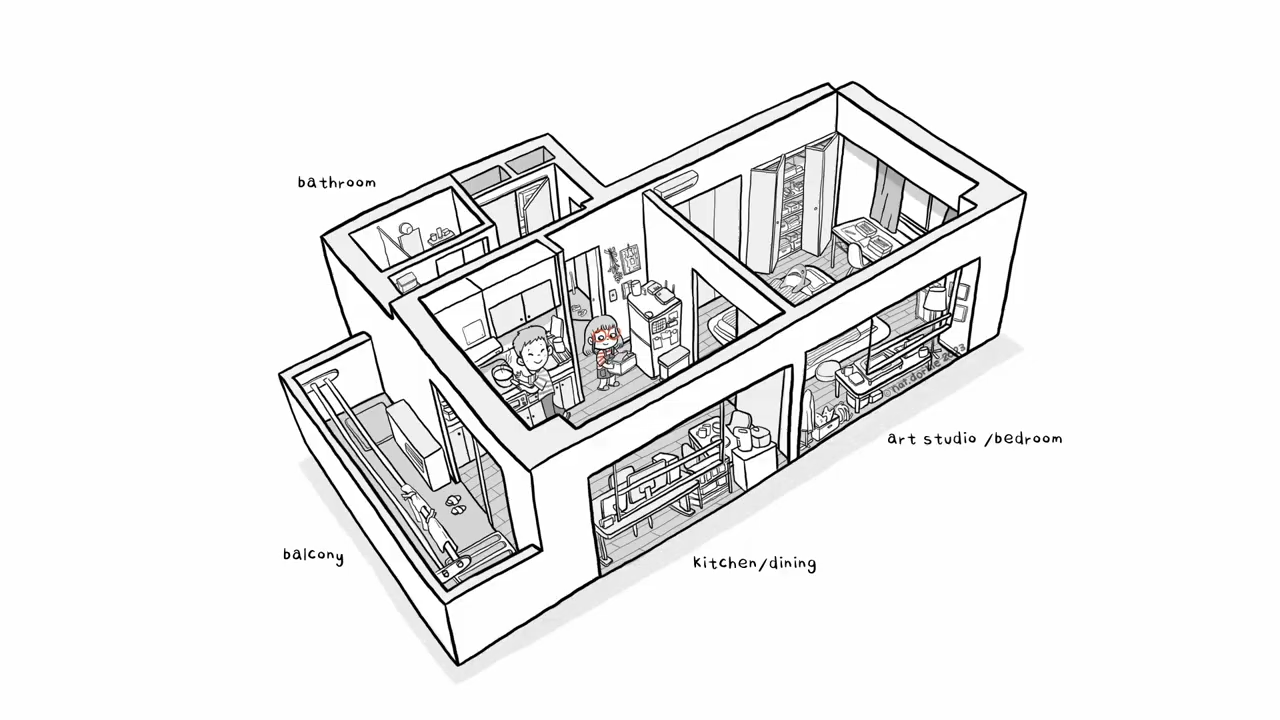 bathroom
art studio /bedroom
balcony
kitchen/dining